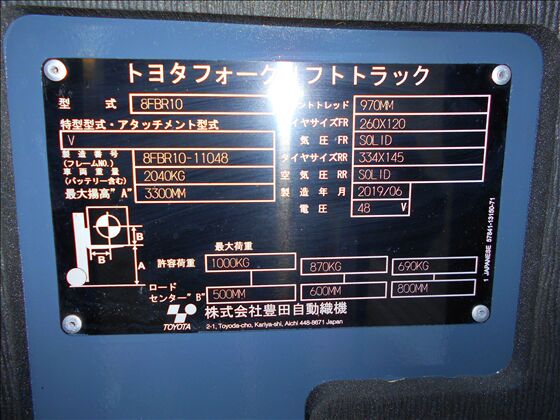 トヨタフォークリフトトラック
型式 8FBR10
ントトレッド 970MM
特型型式・アタッチメント型式
V
イヤサイズFR 260X120
気圧 FR SOLID
製造番号 (フレームNO.) 8FBR10-11048
タイヤサイズRR 334X145
車両重量 (バッテリー含む) 2040KG
空気圧 RR SOLID
最大揚高"A" 3300MM
製造年月 2019/06
電圧 48 V
最大荷重
許容荷重 1000KG 870KG 690KG
ロードセンター"B" 500MM 600MM 800MM
B
B
A
TOYOTA
株式会社豊田自動織機
2-1, Toyoda-cho, Kariya-shi, Aichi 448-8671 Japan
1 JAPANESE 57841-13150-71